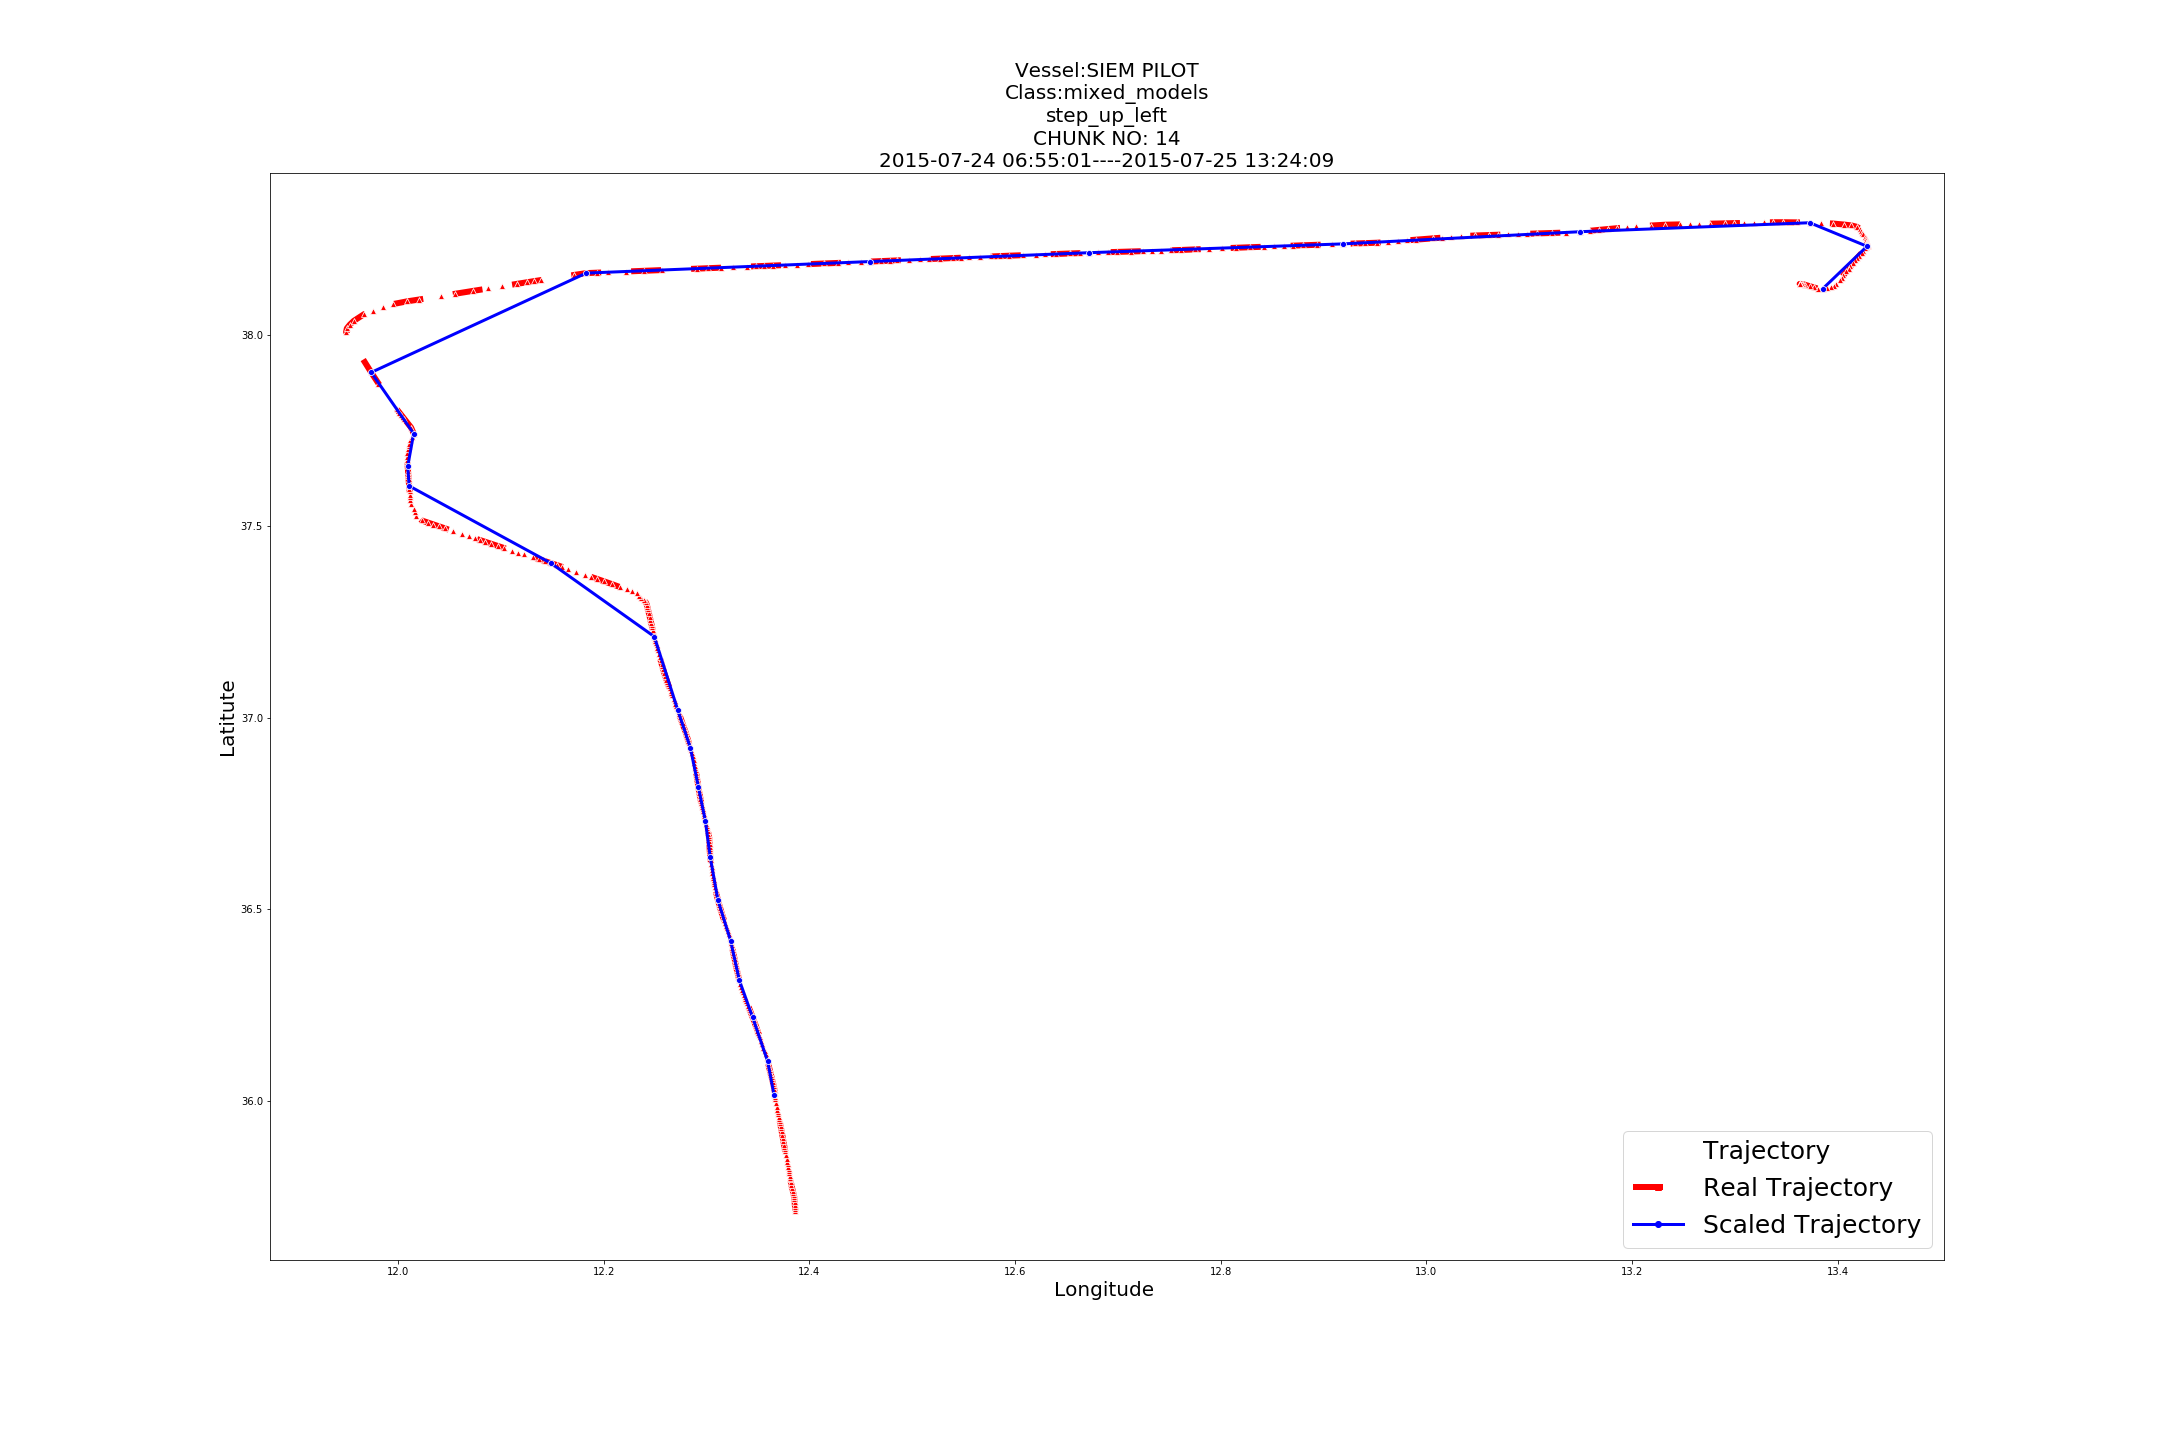 Vessel:SIEM PILOT
Class:mixed_models
step_up_left
CHUNK NO: 14
2015-07-24 06:55:01----2015-07-25 13:24:09
38.0
37.5
37.0
36.5
36.0
Latitute
12.0 12.2 12.4 12.6 12.8 13.0 13.2 13.4
Longitude
Trajectory
Real Trajectory
Scaled Trajectory